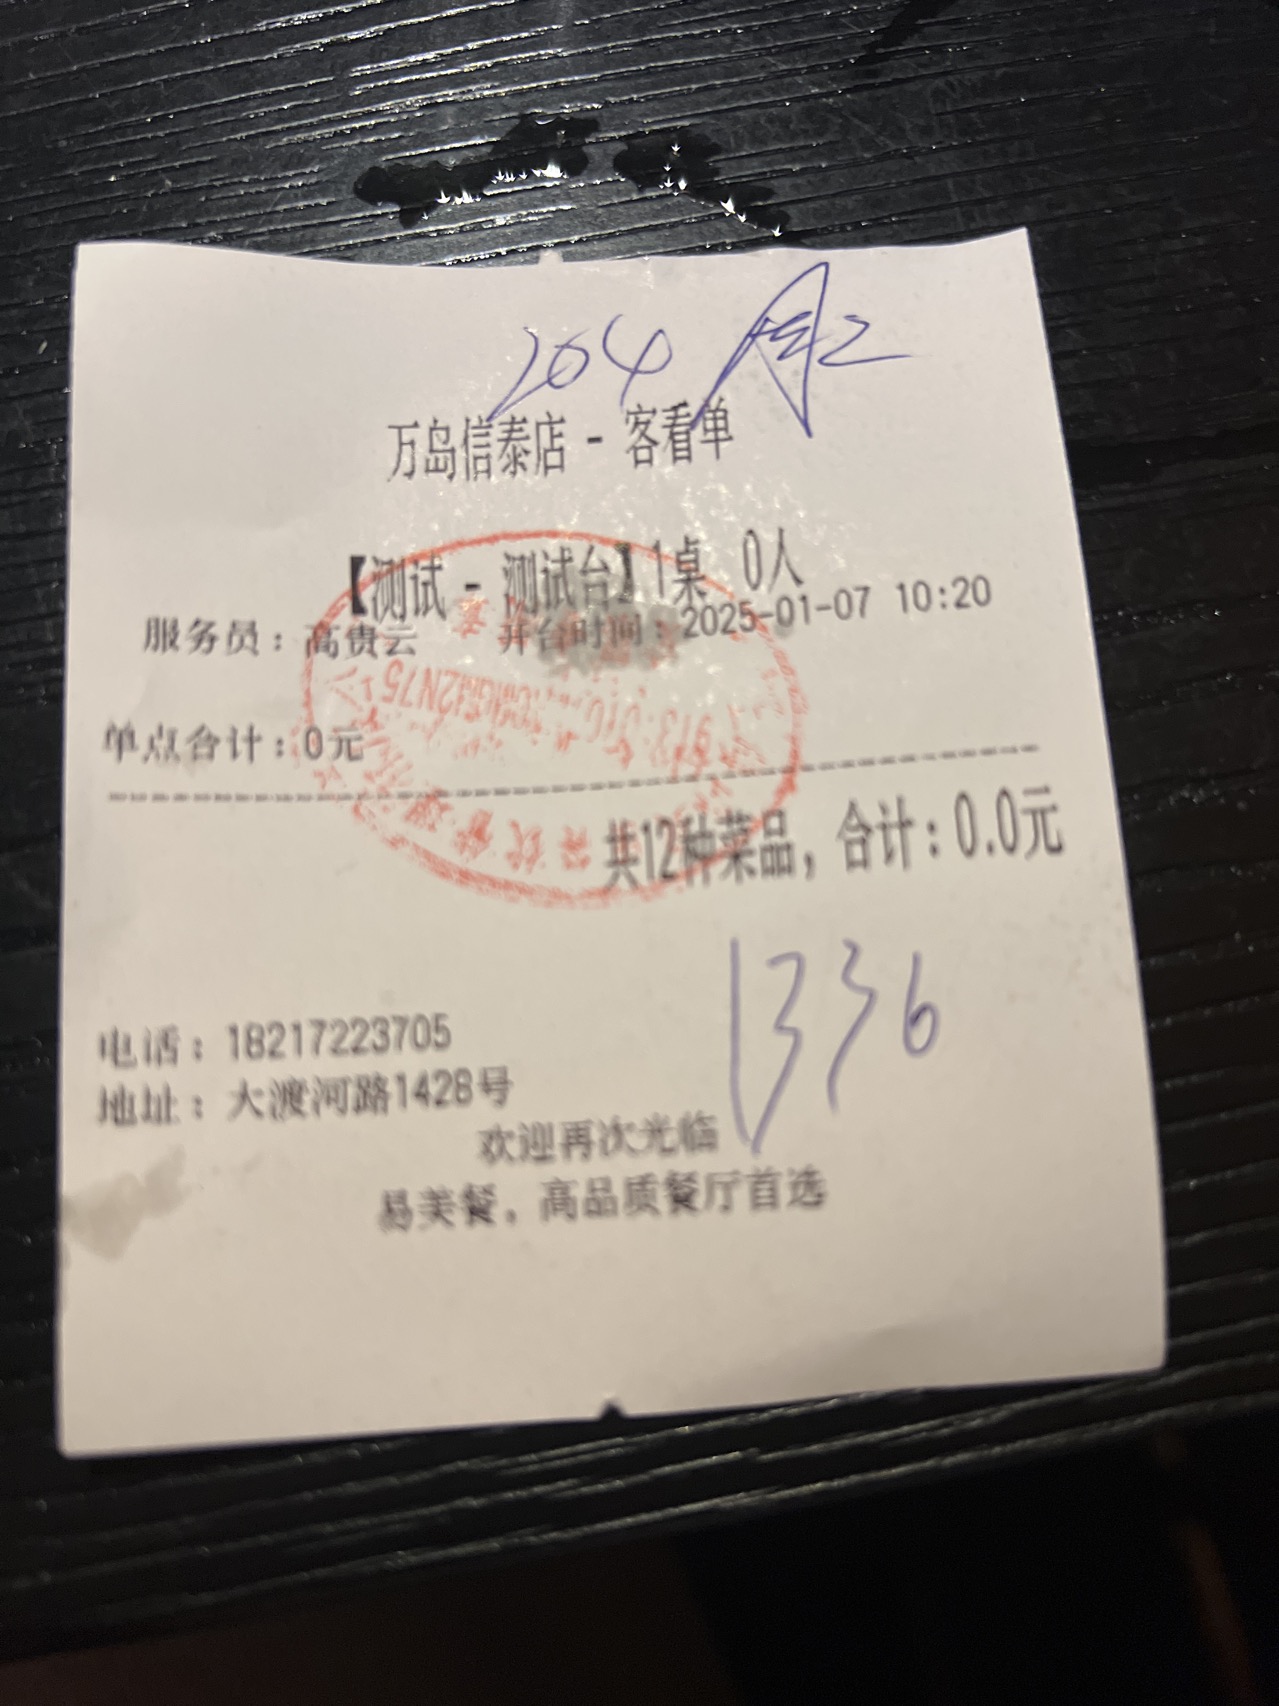 204 周二
万岛信泰店 - 客看单
【测试 - 测试台】1桌 0人
服务员：高贵云 开台时间：2025-01-07 10:20
单点合计：0元
共12种菜品，合计：0.0元
1336
电话：18217223705
地址：大渡河路1428号
欢迎再次光临
易美餐，高品质餐厅首选